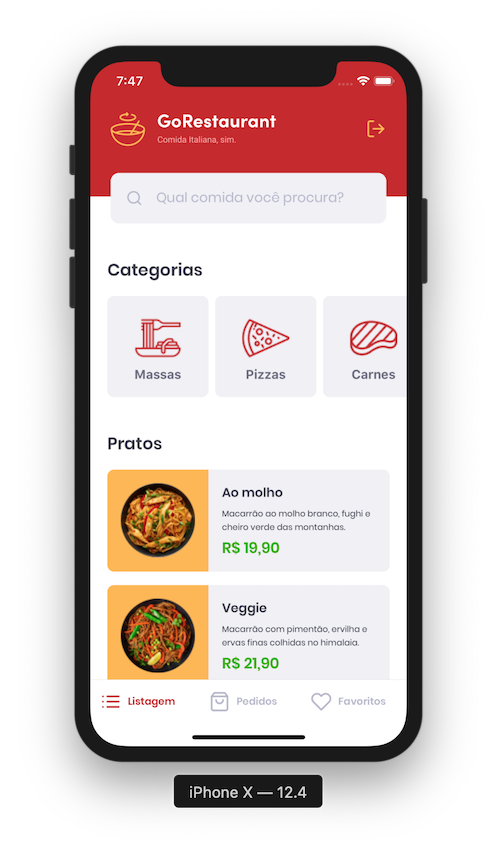 7:47
GoRestaurant
Comida Italiana, sim.
Qual comida você procura?
Categorias
Massas
Pizzas
Carnes
Pratos
Ao molho
Macarrão ao molho branco, fughi e
cheiro verde das montanhas.
R$ 19,90
Veggie
Macarrão com pimentão, ervilha e
ervas finas colhidas no himalaia.
R$ 21,90
Listagem
Pedidos
Favoritos
iPhone X — 12.4